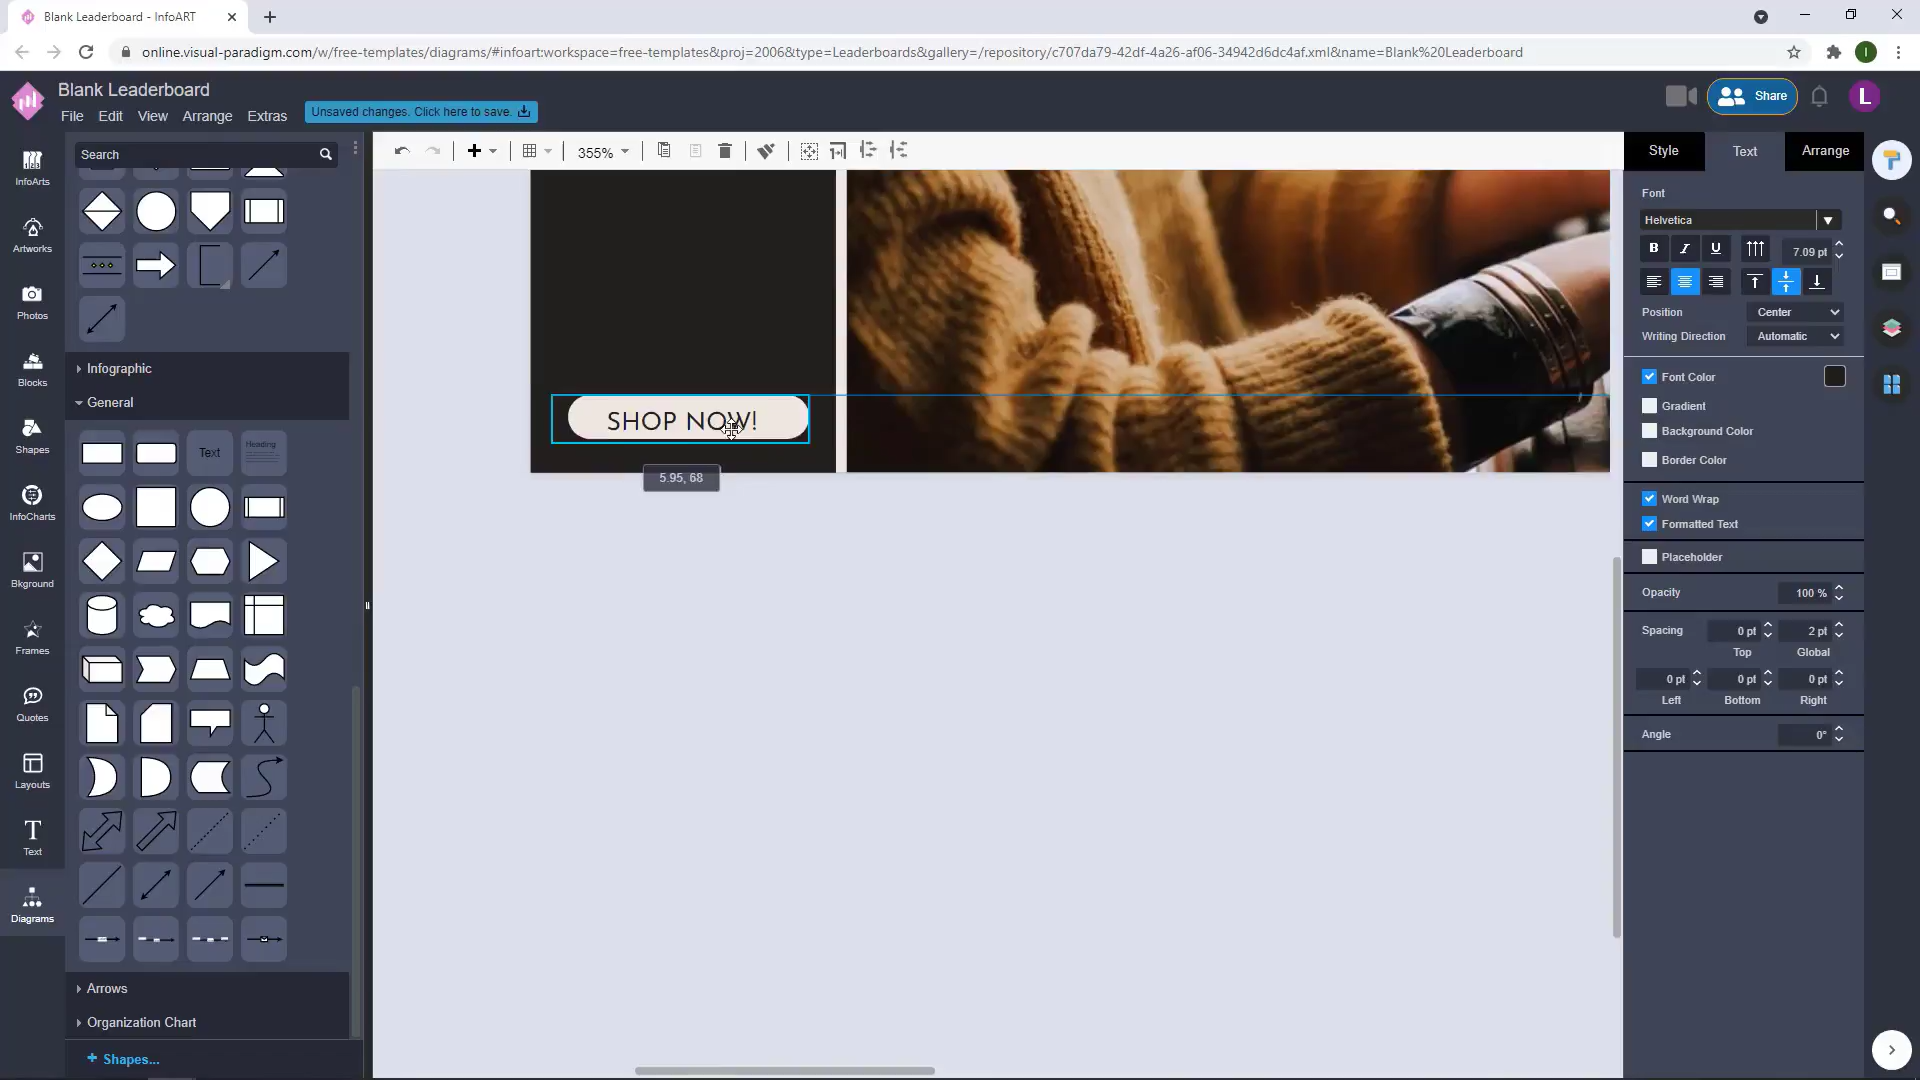 Blank Leaderboard - InfoART
online.visual-paradigm.com/w/free-templates/diagrams/#infoart:workspace=free-templates&proj=2006&type=Leaderboards&gallery=/repository/c707da79-42df-4a26-af06-34942d6dc4af.xml&name=Blank%20Leaderboard
I
Blank Leaderboard
File Edit View Arrange Extras
Unsaved changes. Click here to save.
Share
L
InfoArts
Artworks
Photos
Blocks
Shapes
InfoCharts
Bkground
Frames
Quotes
Layouts
T
Text
Diagrams
Search
Infographic
General
Text
Heading
Arrows
Organization Chart
+ Shapes...
355%
SHOP NOW!
5.95, 68
Style Text Arrange
Font
Helvetica
B I U 7.09 pt
Position Center
Writing Direction Automatic
Font Color
Gradient
Background Color
Border Color
Word Wrap
Formatted Text
Placeholder
Opacity 100 %
Spacing 0 pt 2 pt
Top Global
0 pt 0 pt 0 pt
Left Bottom Right
Angle 0°